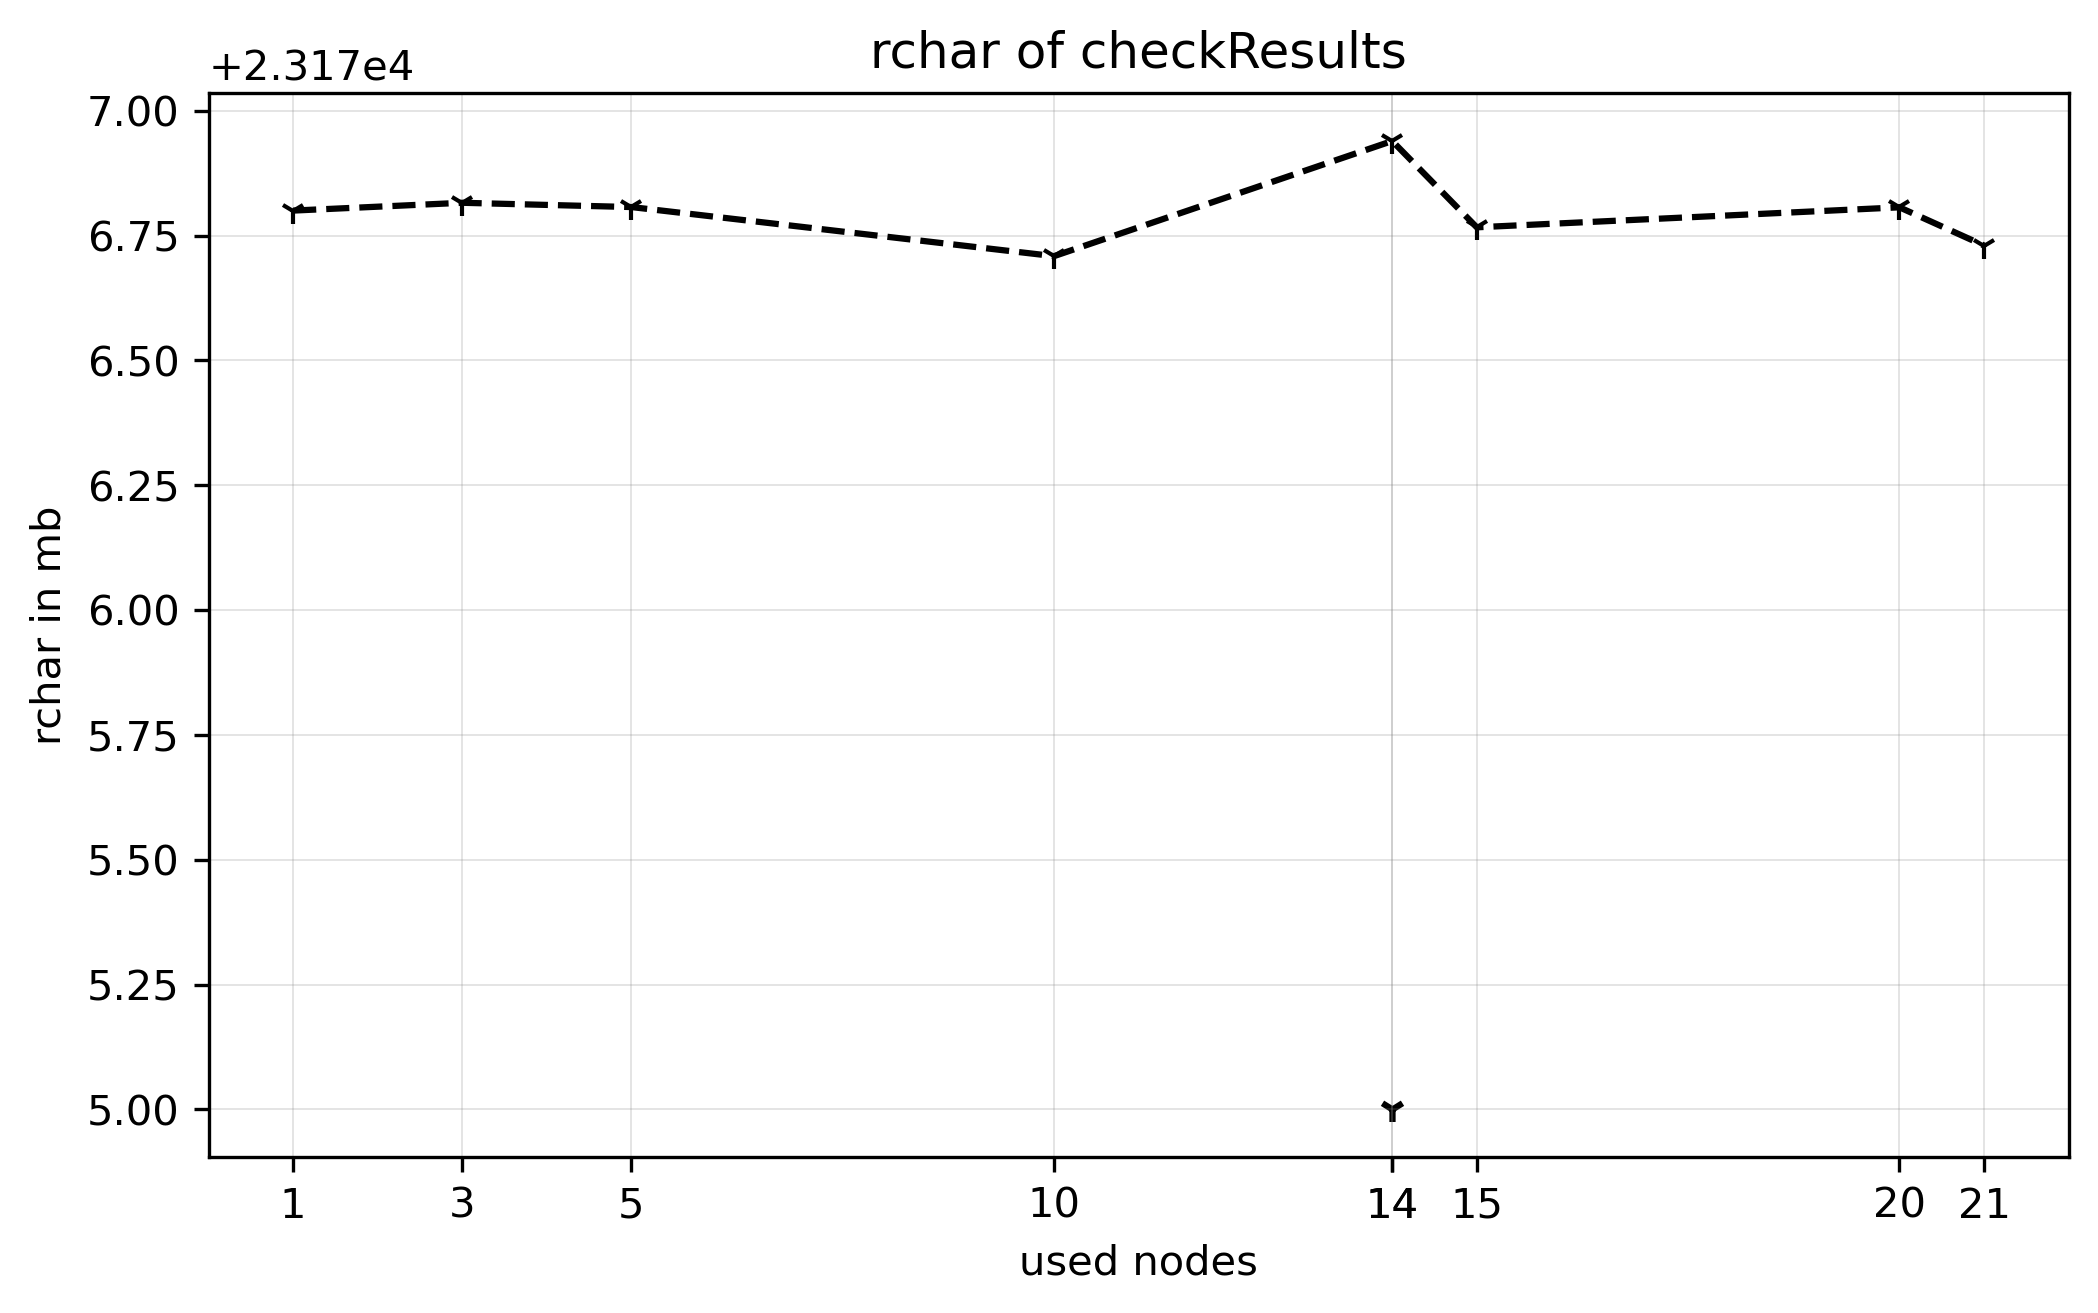 rchar of checkResults
+2.317e4
7.00
6.75
6.50
6.25
6.00
5.75
5.50
5.25
5.00
rchar in mb
1 3 5 10 14 15 20 21
used nodes